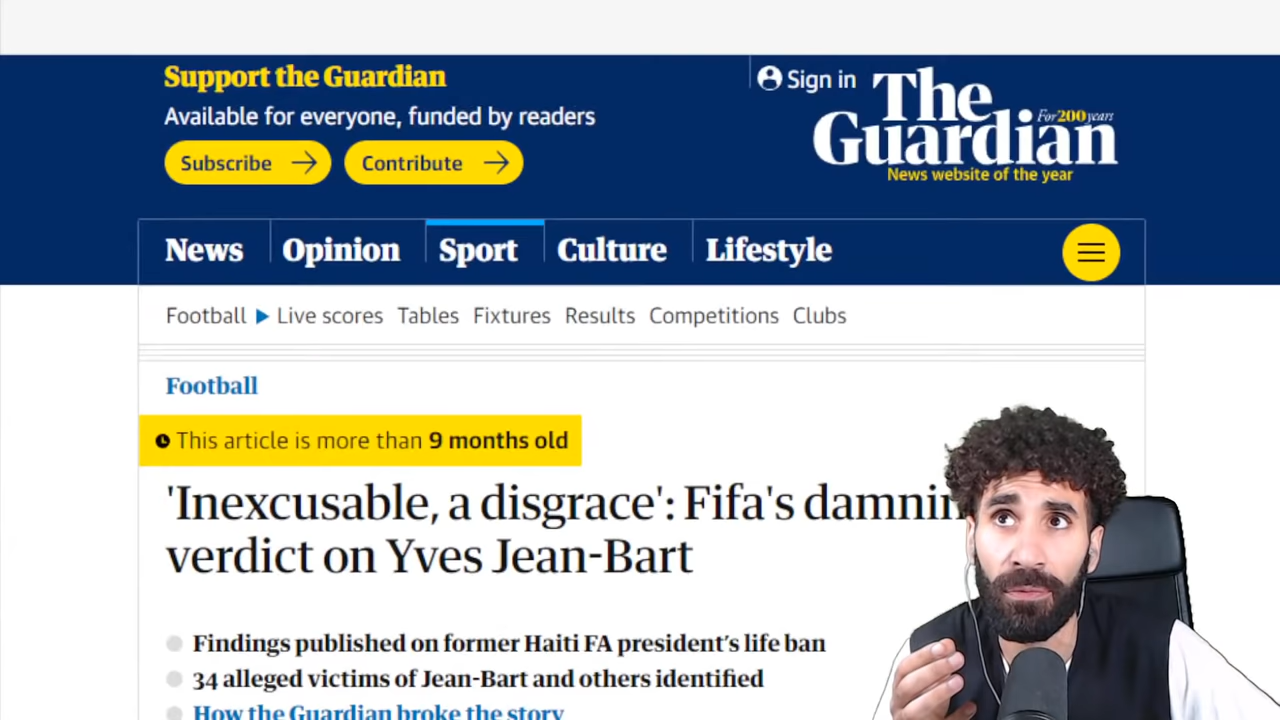 Support the Guardian
Available for everyone, funded by readers
Subscribe →
Contribute →
Sign in
The
Guardian
For 200 years
News website of the year
News Opinion Sport Culture Lifestyle
Football ▶ Live scores Tables Fixtures Results Competitions Clubs
Football
This article is more than 9 months old
'Inexcusable, a disgrace': Fifa's
verdict on Yves Jean-Bart
Findings published on former Haiti FA president's life ban
34 alleged victims of Jean-Bart and others identified
How the Guardian broke the story